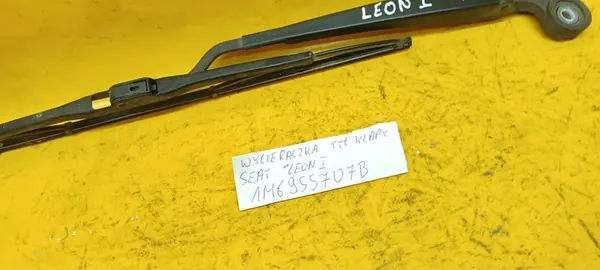 LEON I
WYCIERACZKA TYŁ KLAPY
SEAT LEON I
1M6955707B